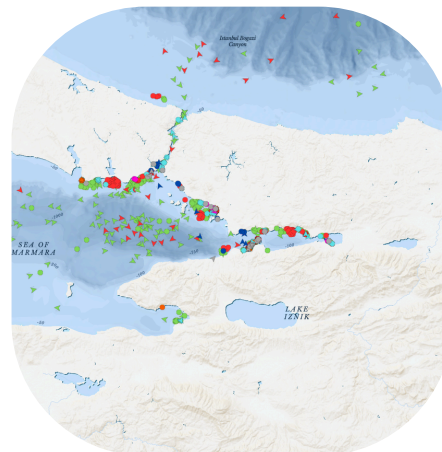 Istanbul Bogazi
Canyon
SEA OF
MARMARA
LAKE
IZNIK